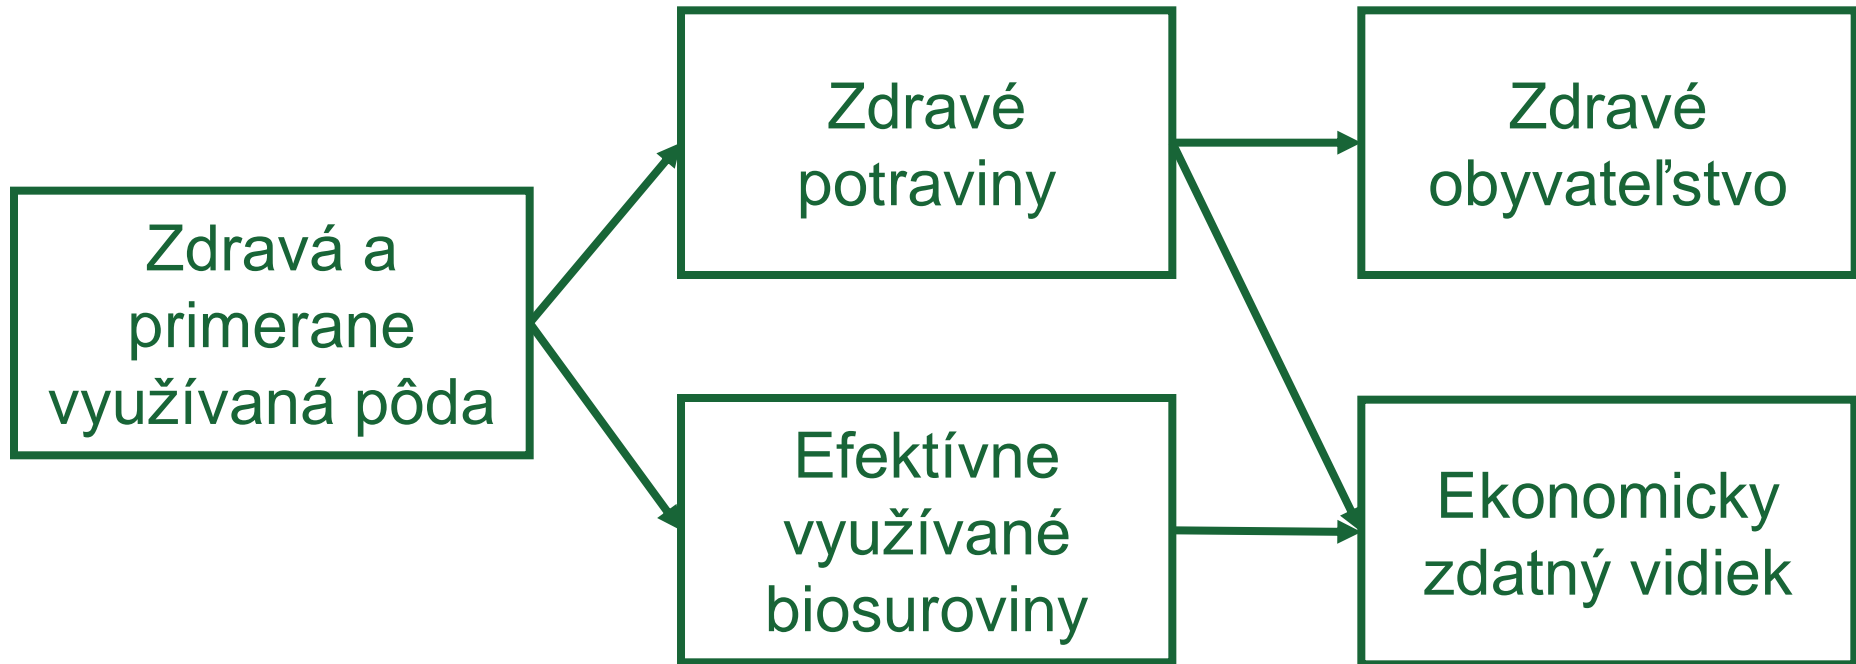 Zdravá a
primerane
využívaná pôda
Zdravé
potraviny
Efektívne
využívané
biosuroviny
Zdravé
obyvateľstvo
Ekonomicky
zdatný vidiek